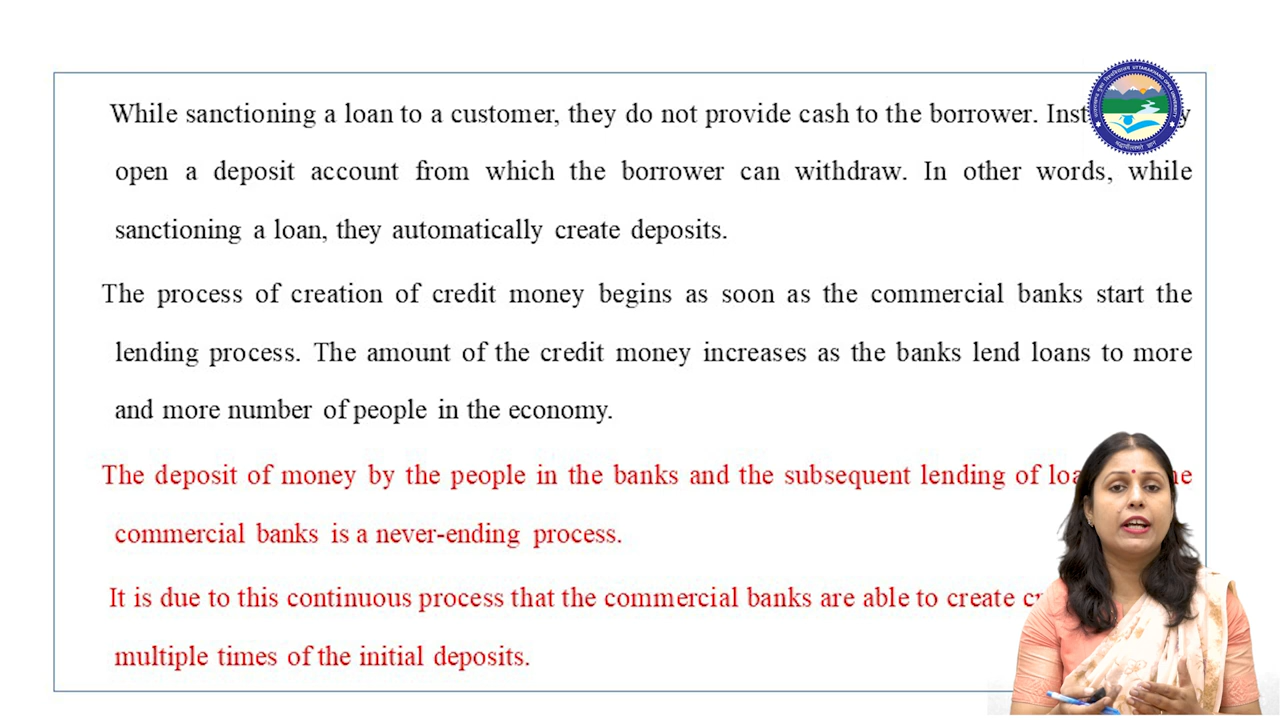 While sanctioning a loan to a customer, they do not provide cash to the borrower.
open a deposit account from which the borrower can withdraw. In other words, while
sanctioning a loan, they automatically create deposits.
The process of creation of credit money begins as soon as the commercial banks start the
lending process. The amount of the credit money increases as the banks lend loans to more
and more number of people in the economy.
The deposit of money by the people in the banks and the subsequent lending of
commercial banks is a never-ending process.
It is due to this continuous process that the commercial banks are able to create
multiple times of the initial deposits.